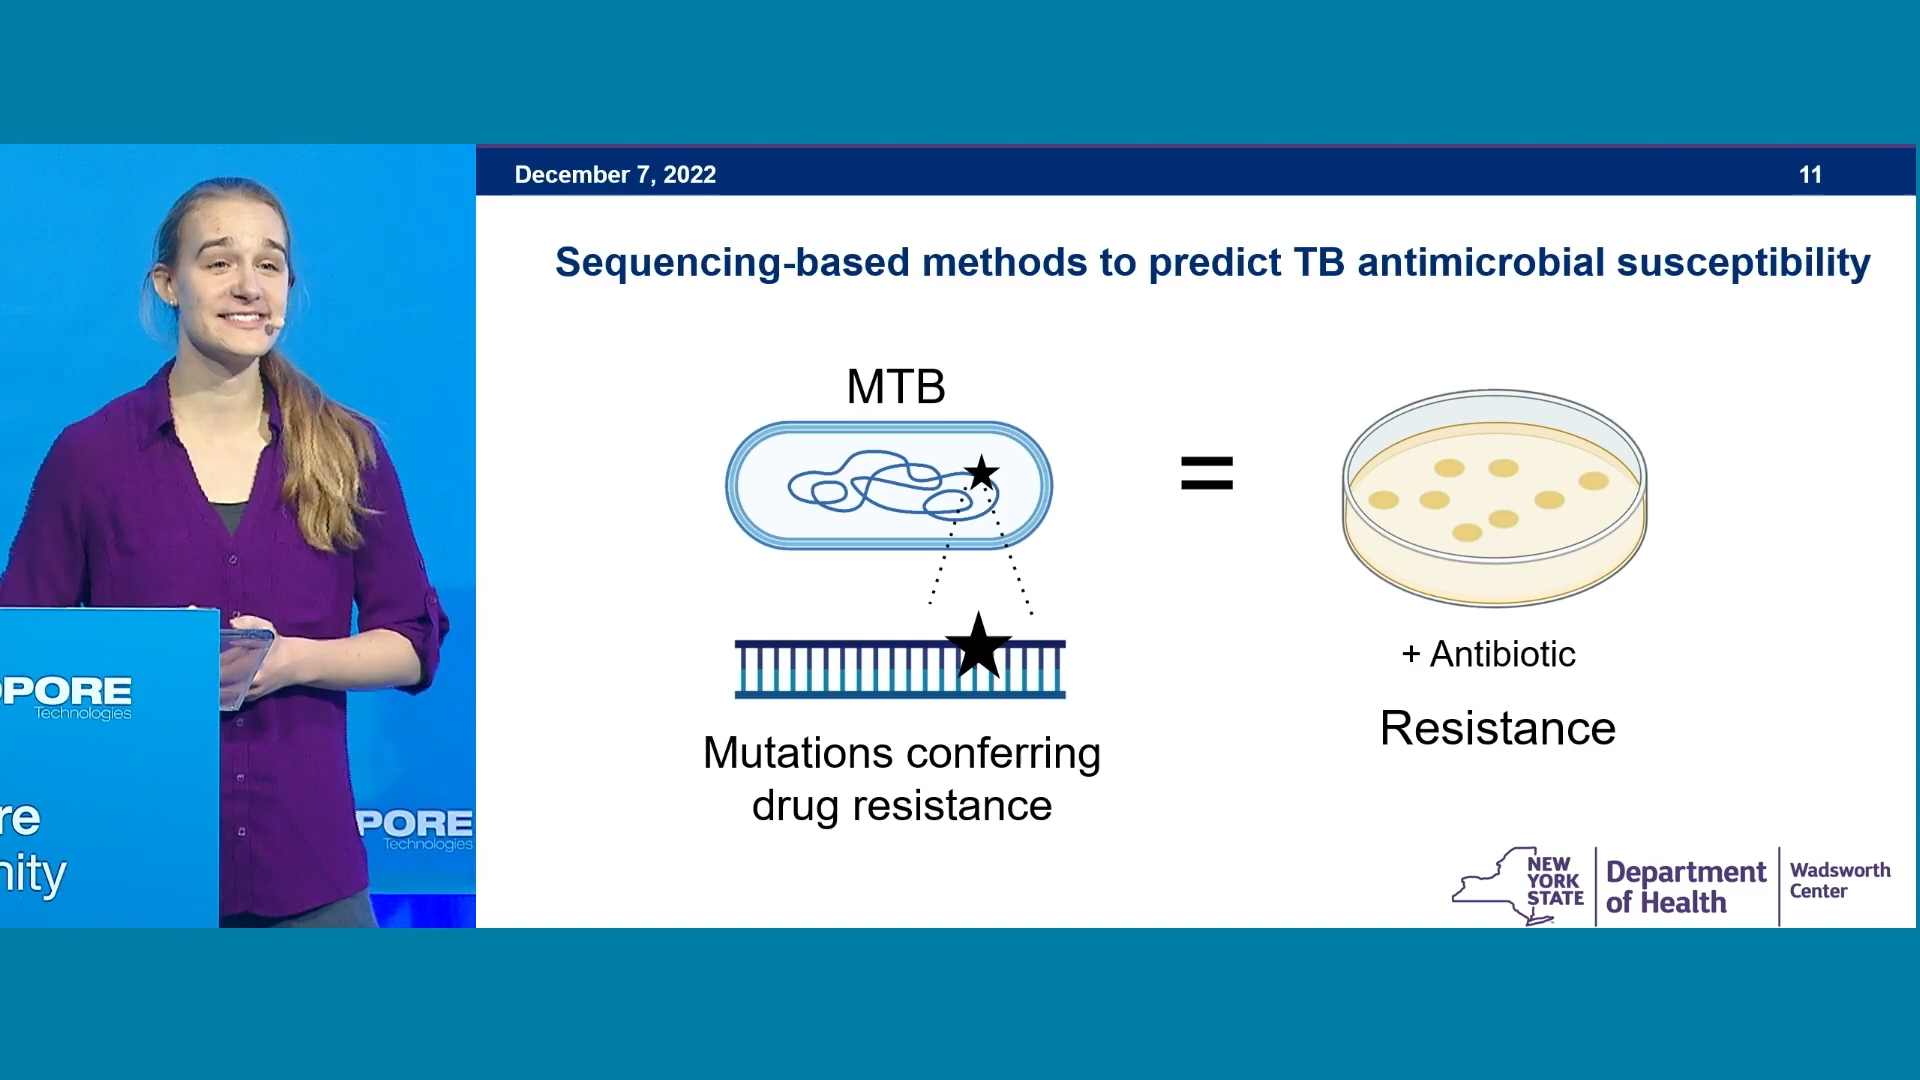 December 7, 2022
11
Sequencing-based methods to predict TB antimicrobial susceptibility
MTB
=
+ Antibiotic
Resistance
Mutations conferring
drug resistance
NEW
YORK
STATE
Department
of Health
Wadsworth
Center
PORE
Technologies
re
nity
PORE
Technologies